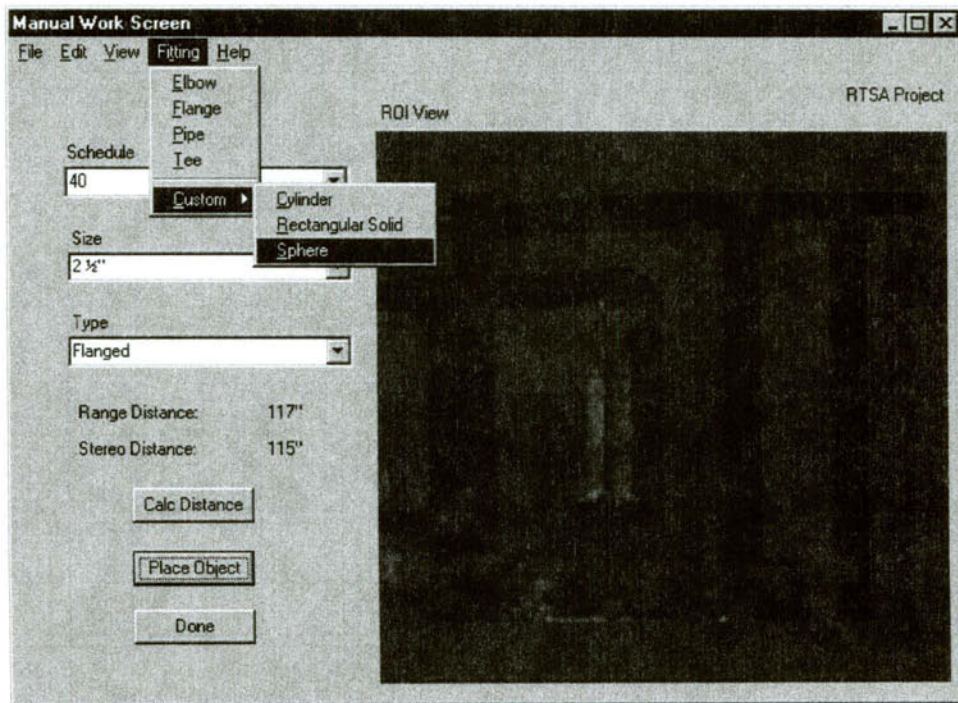 Manual Work Screen
File Edit View Fitting Help
Elbow
Flange
Pipe
Tee
Custom
Cylinder
Rectangular Solid
Sphere
RTSA Project
ROI View
Schedule
40
Size
2 ½"
Type
Flanged
Range Distance: 117"
Stereo Distance: 115"
Calc Distance
Place Object
Done